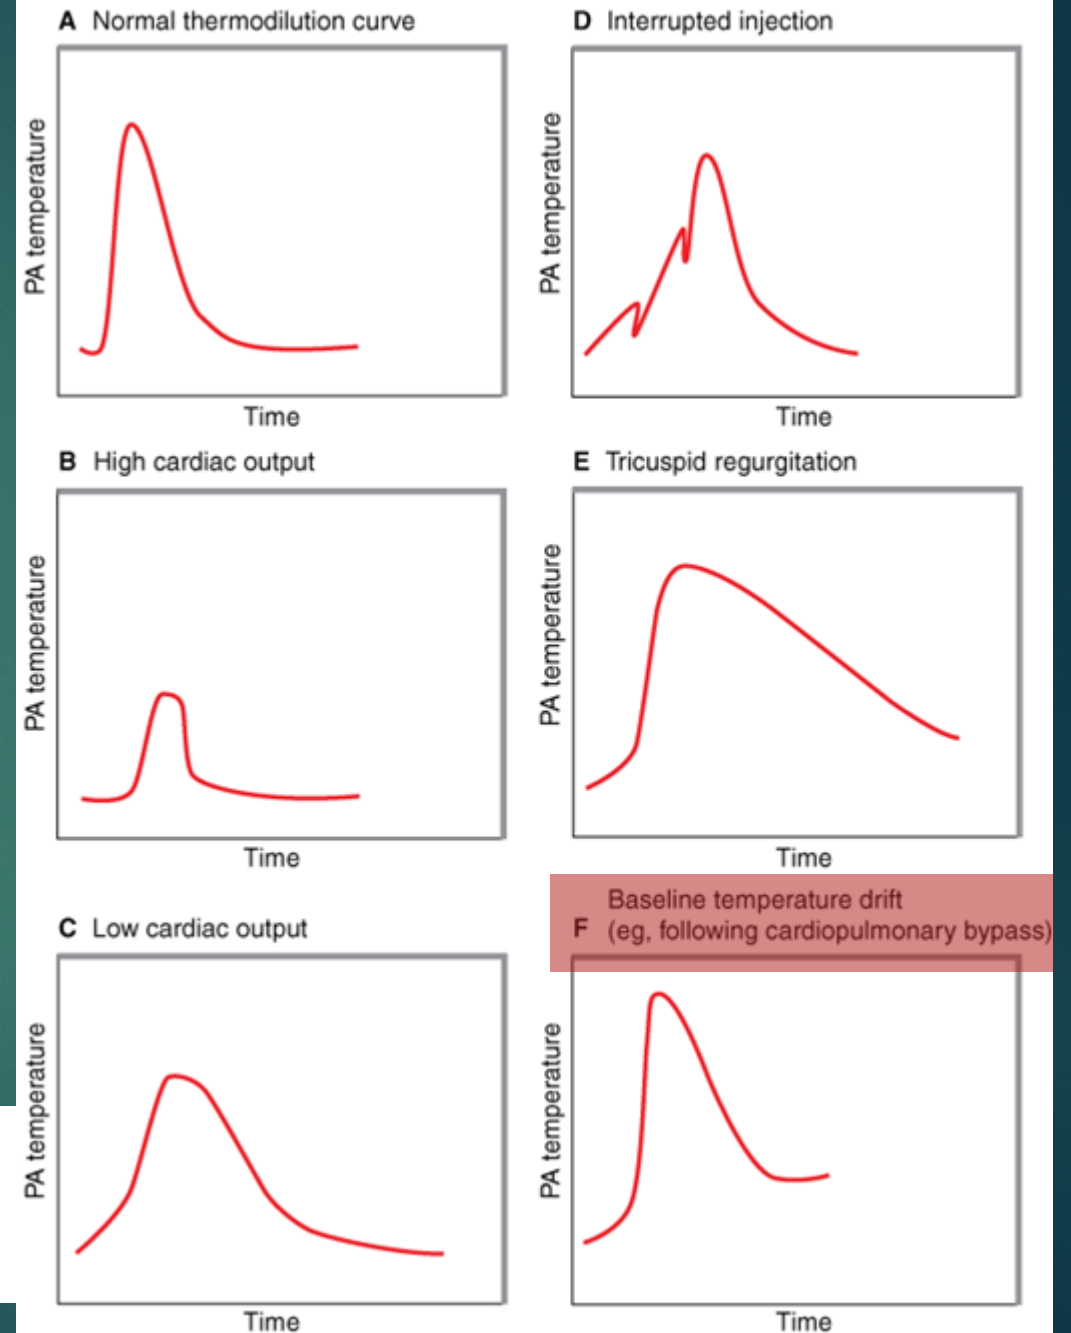 A Normal thermodilution curve
PA temperature
Time
B High cardiac output
PA temperature
Time
C Low cardiac output
PA temperature
Time
D Interrupted injection
PA temperature
Time
E Tricuspid regurgitation
PA temperature
Time
Baseline temperature drift
F (eg, following cardiopulmonary bypass)
PA temperature
Time